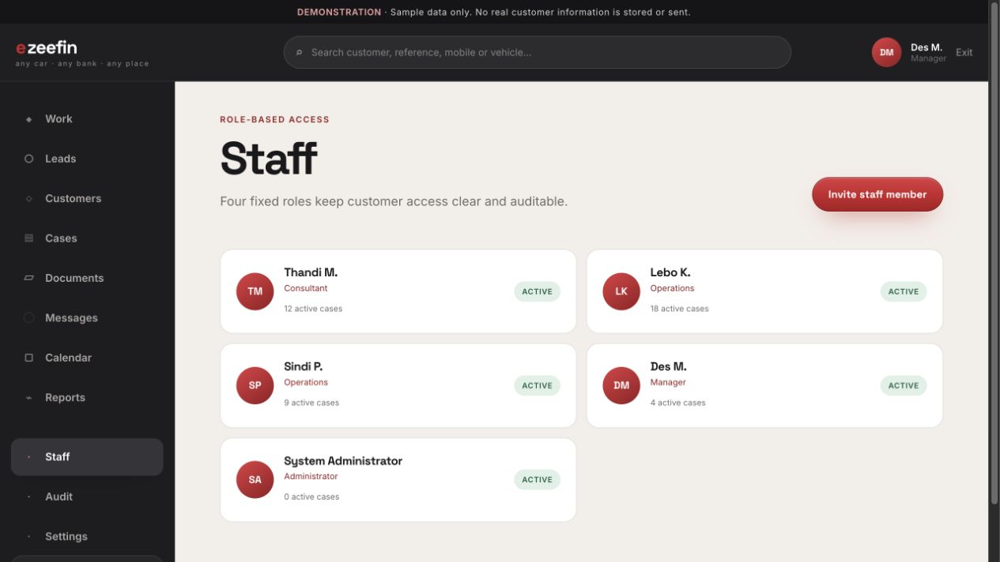 DEMONSTRATION · Sample data only. No real customer information is stored or sent.
ezeefin
any car · any bank · any place
Search customer, reference, mobile or vehicle...
DM
Des M.
Manager
Exit
Work
Leads
Customers
Cases
Documents
Messages
Calendar
Reports
Staff
Audit
Settings
ROLE-BASED ACCESS
Staff
Four fixed roles keep customer access clear and auditable.
Invite staff member
TM
Thandi M.
Consultant
12 active cases
ACTIVE
LK
Lebo K.
Operations
18 active cases
ACTIVE
SP
Sindi P.
Operations
9 active cases
ACTIVE
DM
Des M.
Manager
4 active cases
ACTIVE
SA
System Administrator
Administrator
0 active cases
ACTIVE